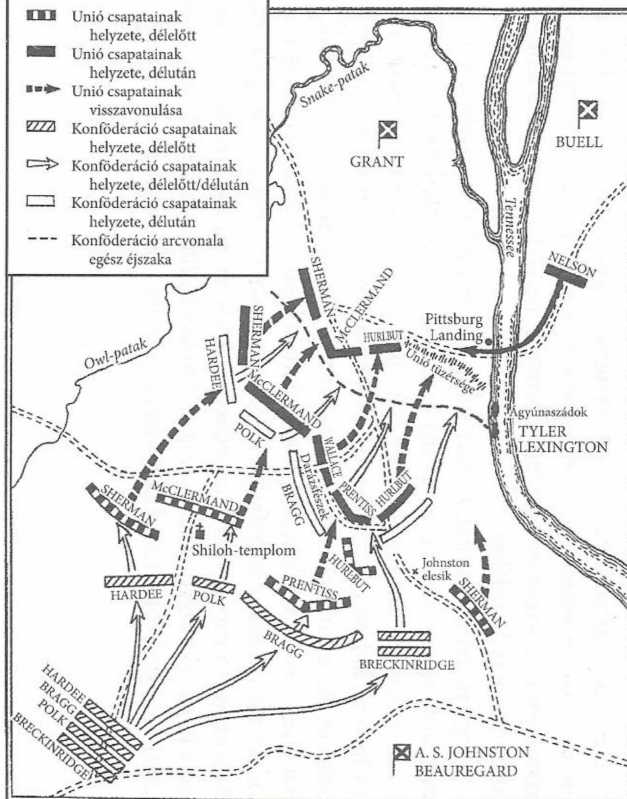 Unió csapatainak
helyzete, délelőtt
Unió csapatainak
helyzete, délután
Unió csapatainak
visszavonulása
Konföderáció csapatainak
helyzete, délelőtt
Konföderáció csapatainak
helyzete, délelőtt/délután
Konföderáció csapatainak
helyzete, délután
Konföderáció arcvonala
egész éjszaka
Snake-patak
GRANT
BUELL
Tennessee
NELSON
SHERMAN
McCLERMAND
HURLBUT
Pittsburg
Landing
Unió tüzérsége
Owl-patak
HARDEE
SHERMAN
McCLERMAND
POLK
Ágyúnaszádok
TYLER
LEXINGTON
WALLACE
Darázsfészek
BRAGG
PRENTISS
HURLBUT
SHERMAN
McCLERMAND
Shiloh-templom
HURLBUT
PRENTISS
Johnston
elesik
SHERMAN
HARDEE
POLK
BRAGG
BRECKINRIDGE
HARDEE
BRAGG
POLK
BRECKINRIDGE
A. S. JOHNSTON
BEAUREGARD